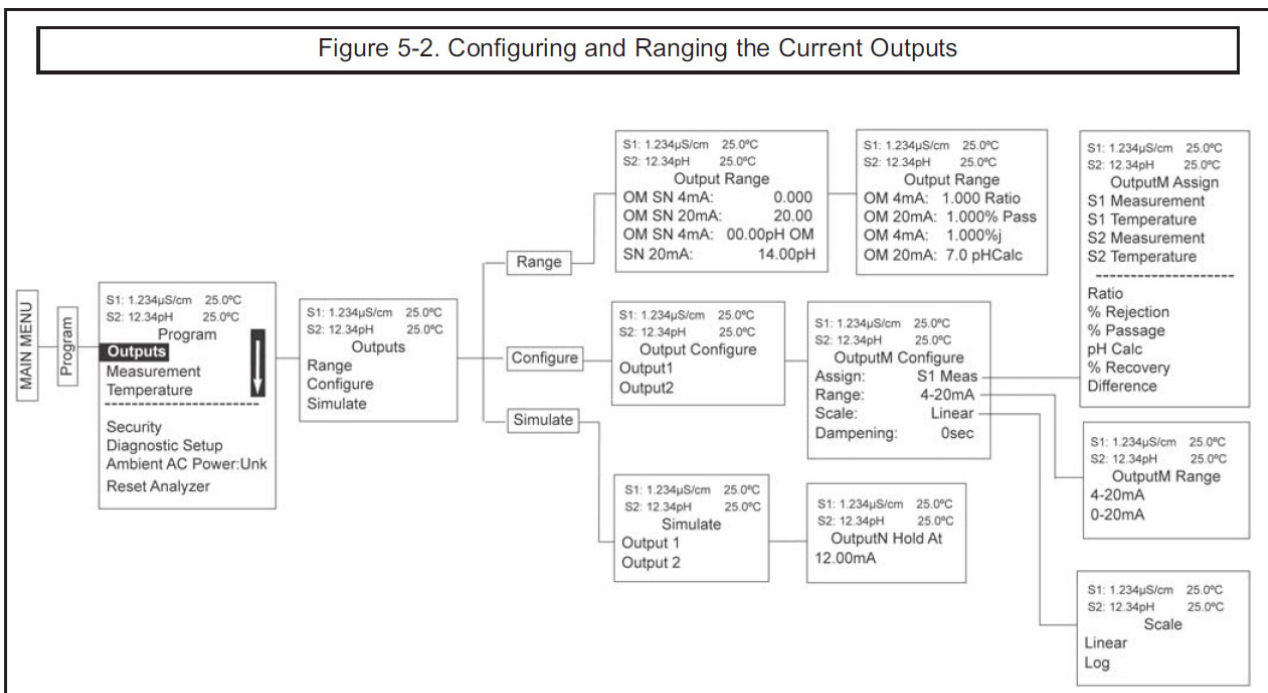 Figure 5-2. Configuring and Ranging the Current Outputs
MAIN MENU
Program
S1: 1.234µS/cm 25.0ºC
S2: 12.34pH 25.0ºC
Program
Outputs
Measurement
Temperature
Security
Diagnostic Setup
Ambient AC Power:Unk
Reset Analyzer
S1: 1.234µS/cm 25.0ºC
S2: 12.34pH 25.0ºC
Outputs
Range
Configure
Simulate
Range
S1: 1.234µS/cm 25.0ºC
S2: 12.34pH 25.0ºC
Output Range
OM SN 4mA: 0.000
OM SN 20mA: 20.00
OM SN 4mA: 00.00pH OM
SN 20mA: 14.00pH
S1: 1.234µS/cm 25.0ºC
S2: 12.34pH 25.0ºC
Output Range
OM 4mA: 1.000 Ratio
OM 20mA: 1.000% Pass
OM 4mA: 1.000%j
OM 20mA: 7.0 pHCalc
Configure
S1: 1.234µS/cm 25.0ºC
S2: 12.34pH 25.0ºC
Output Configure
Output1
Output2
S1: 1.234µS/cm 25.0ºC
S2: 12.34pH 25.0ºC
OutputM Configure
Assign: S1 Meas
Range: 4-20mA
Scale: Linear
Dampening: 0sec
S1: 1.234µS/cm 25.0ºC
S2: 12.34pH 25.0ºC
OutputM Assign
S1 Measurement
S1 Temperature
S2 Measurement
S2 Temperature
Ratio
% Rejection
% Passage
pH Calc
% Recovery
Difference
S1: 1.234µS/cm 25.0ºC
S2: 12.34pH 25.0ºC
OutputM Range
4-20mA
0-20mA
S1: 1.234µS/cm 25.0ºC
S2: 12.34pH 25.0ºC
Scale
Linear
Log
Simulate
S1: 1.234µS/cm 25.0ºC
S2: 12.34pH 25.0ºC
Simulate
Output 1
Output 2
S1: 1.234µS/cm 25.0ºC
S2: 12.34pH 25.0ºC
OutputN Hold At
12.00mA